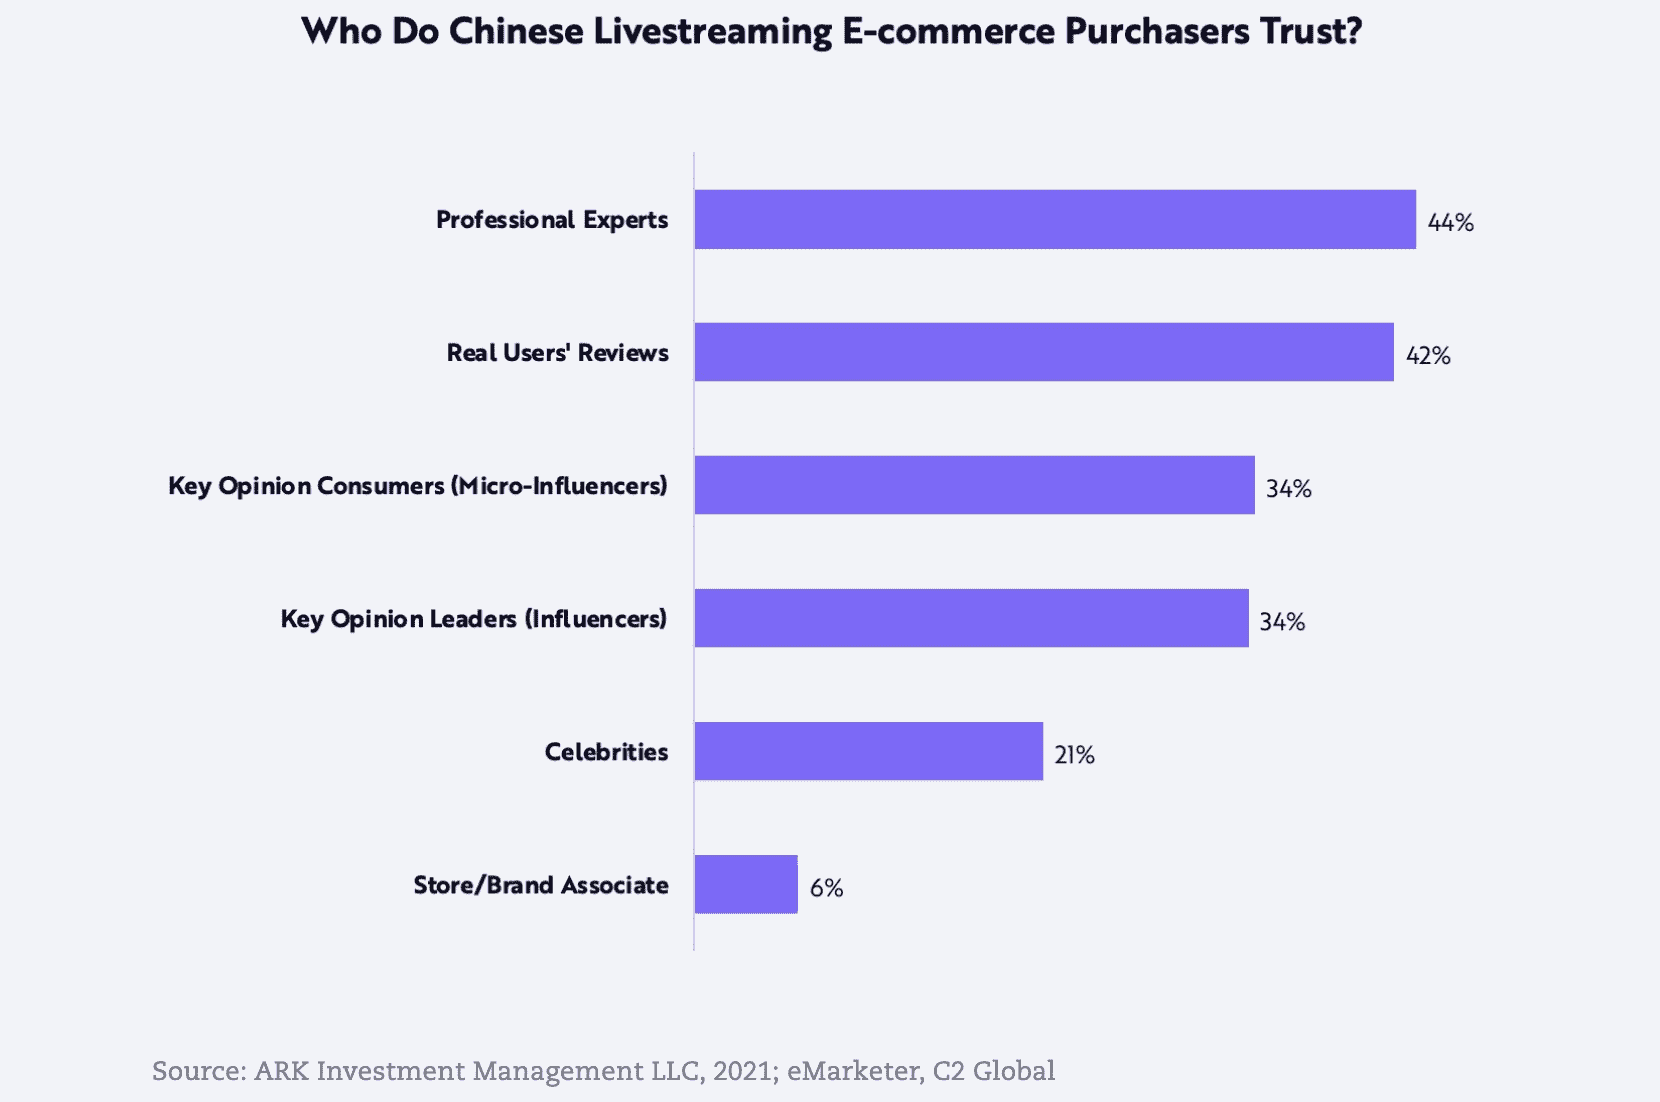 Who Do Chinese Livestreaming E-commerce Purchasers Trust?
Professional Experts 44%
Real Users' Reviews 42%
Key Opinion Consumers (Micro-Influencers) 34%
Key Opinion Leaders (Influencers) 34%
Celebrities 21%
Store/Brand Associate 6%
Source: ARK Investment Management LLC, 2021; eMarketer, C2 Global